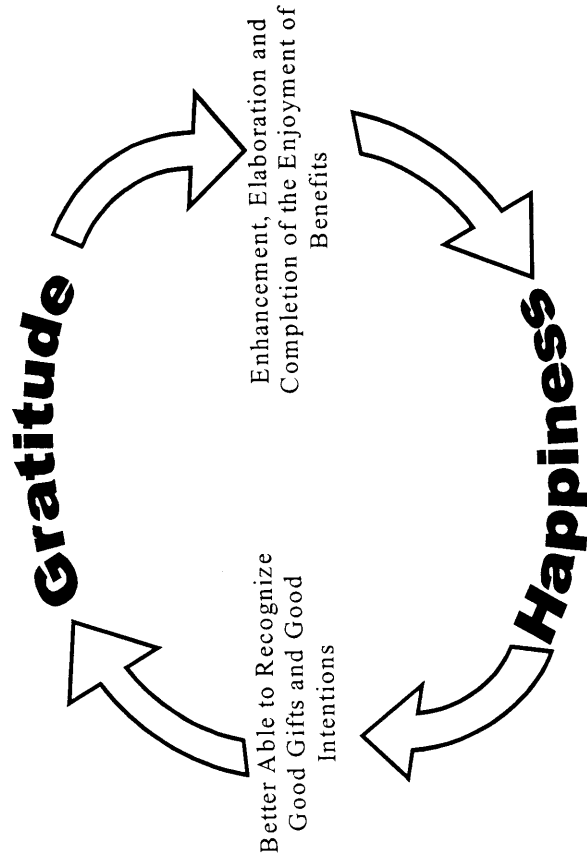 Gratitude
Enhancement, Elaboration and
Completion of the Enjoyment of
Benefits
Happiness
Better Able to Recognize
Good Gifts and Good
Intentions